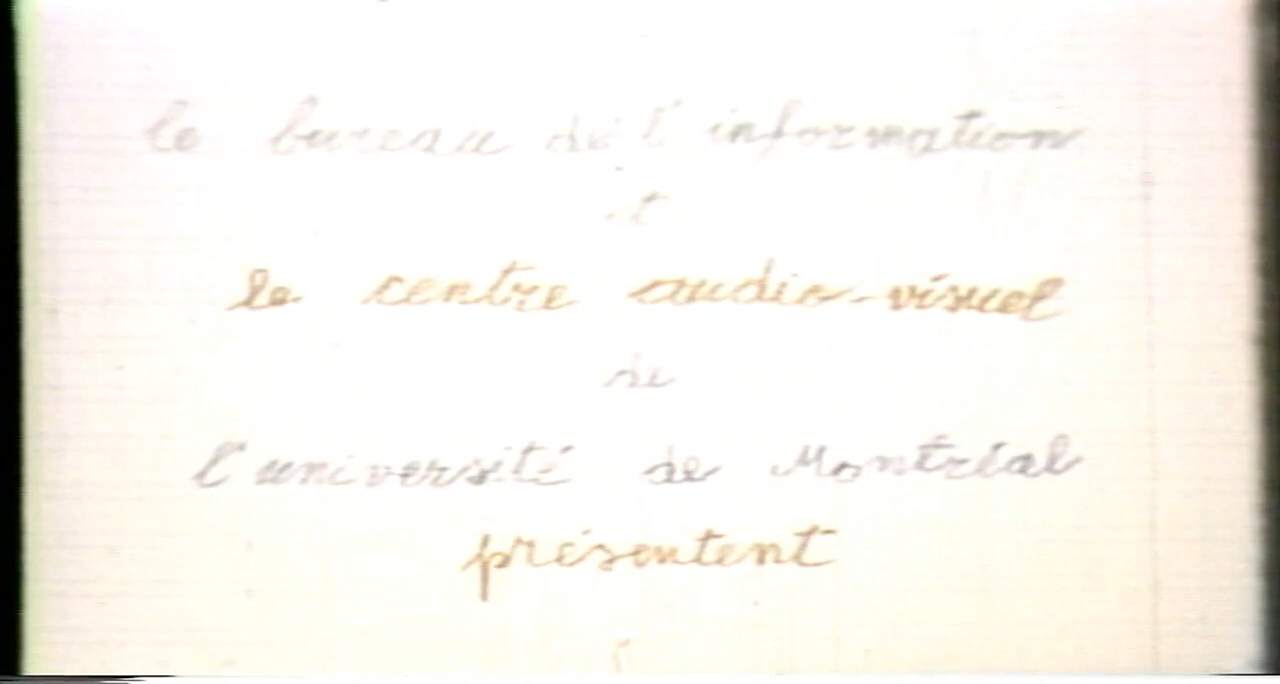 le bureau de l'information
et
le centre audio-visuel
de
l'université de Montréal
présentent